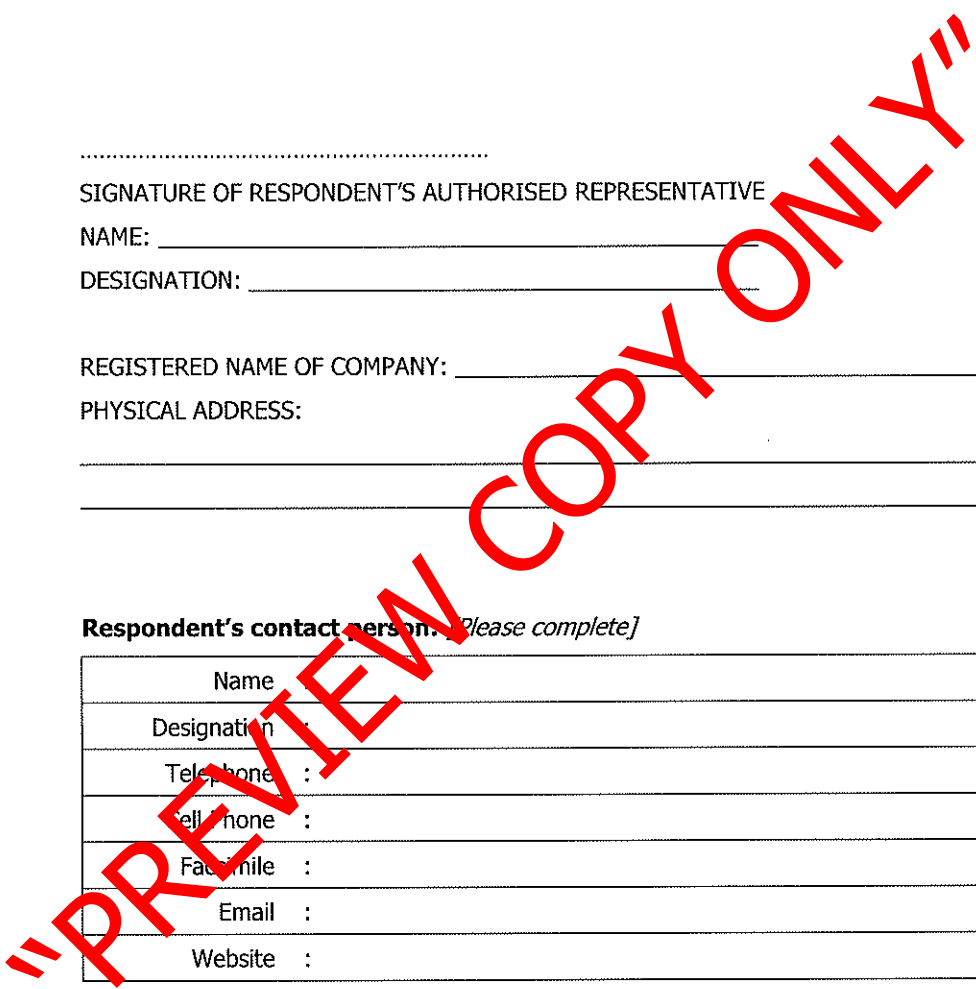 SIGNATURE OF RESPONDENT'S AUTHORISED REPRESENTATIVE
NAME:
DESIGNATION:
REGISTERED NAME OF COMPANY:
PHYSICAL ADDRESS:
Respondent's contact person: [Please complete]
Name :
Designation :
Telephone :
Cell Phone :
Facsimile :
Email :
Website :
"PREVIEW COPY ONLY"